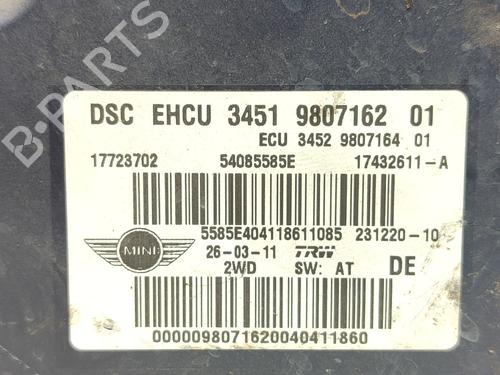 B-PARTS
DSC EHCU 3451 9807162 01
ECU 3452 9807164 01
17723702 54085585E 17432611-A
5585E404118611085 231220-10
MINI 26-03-11 TRW
2WD SW: AT DE
0000098071620040411860